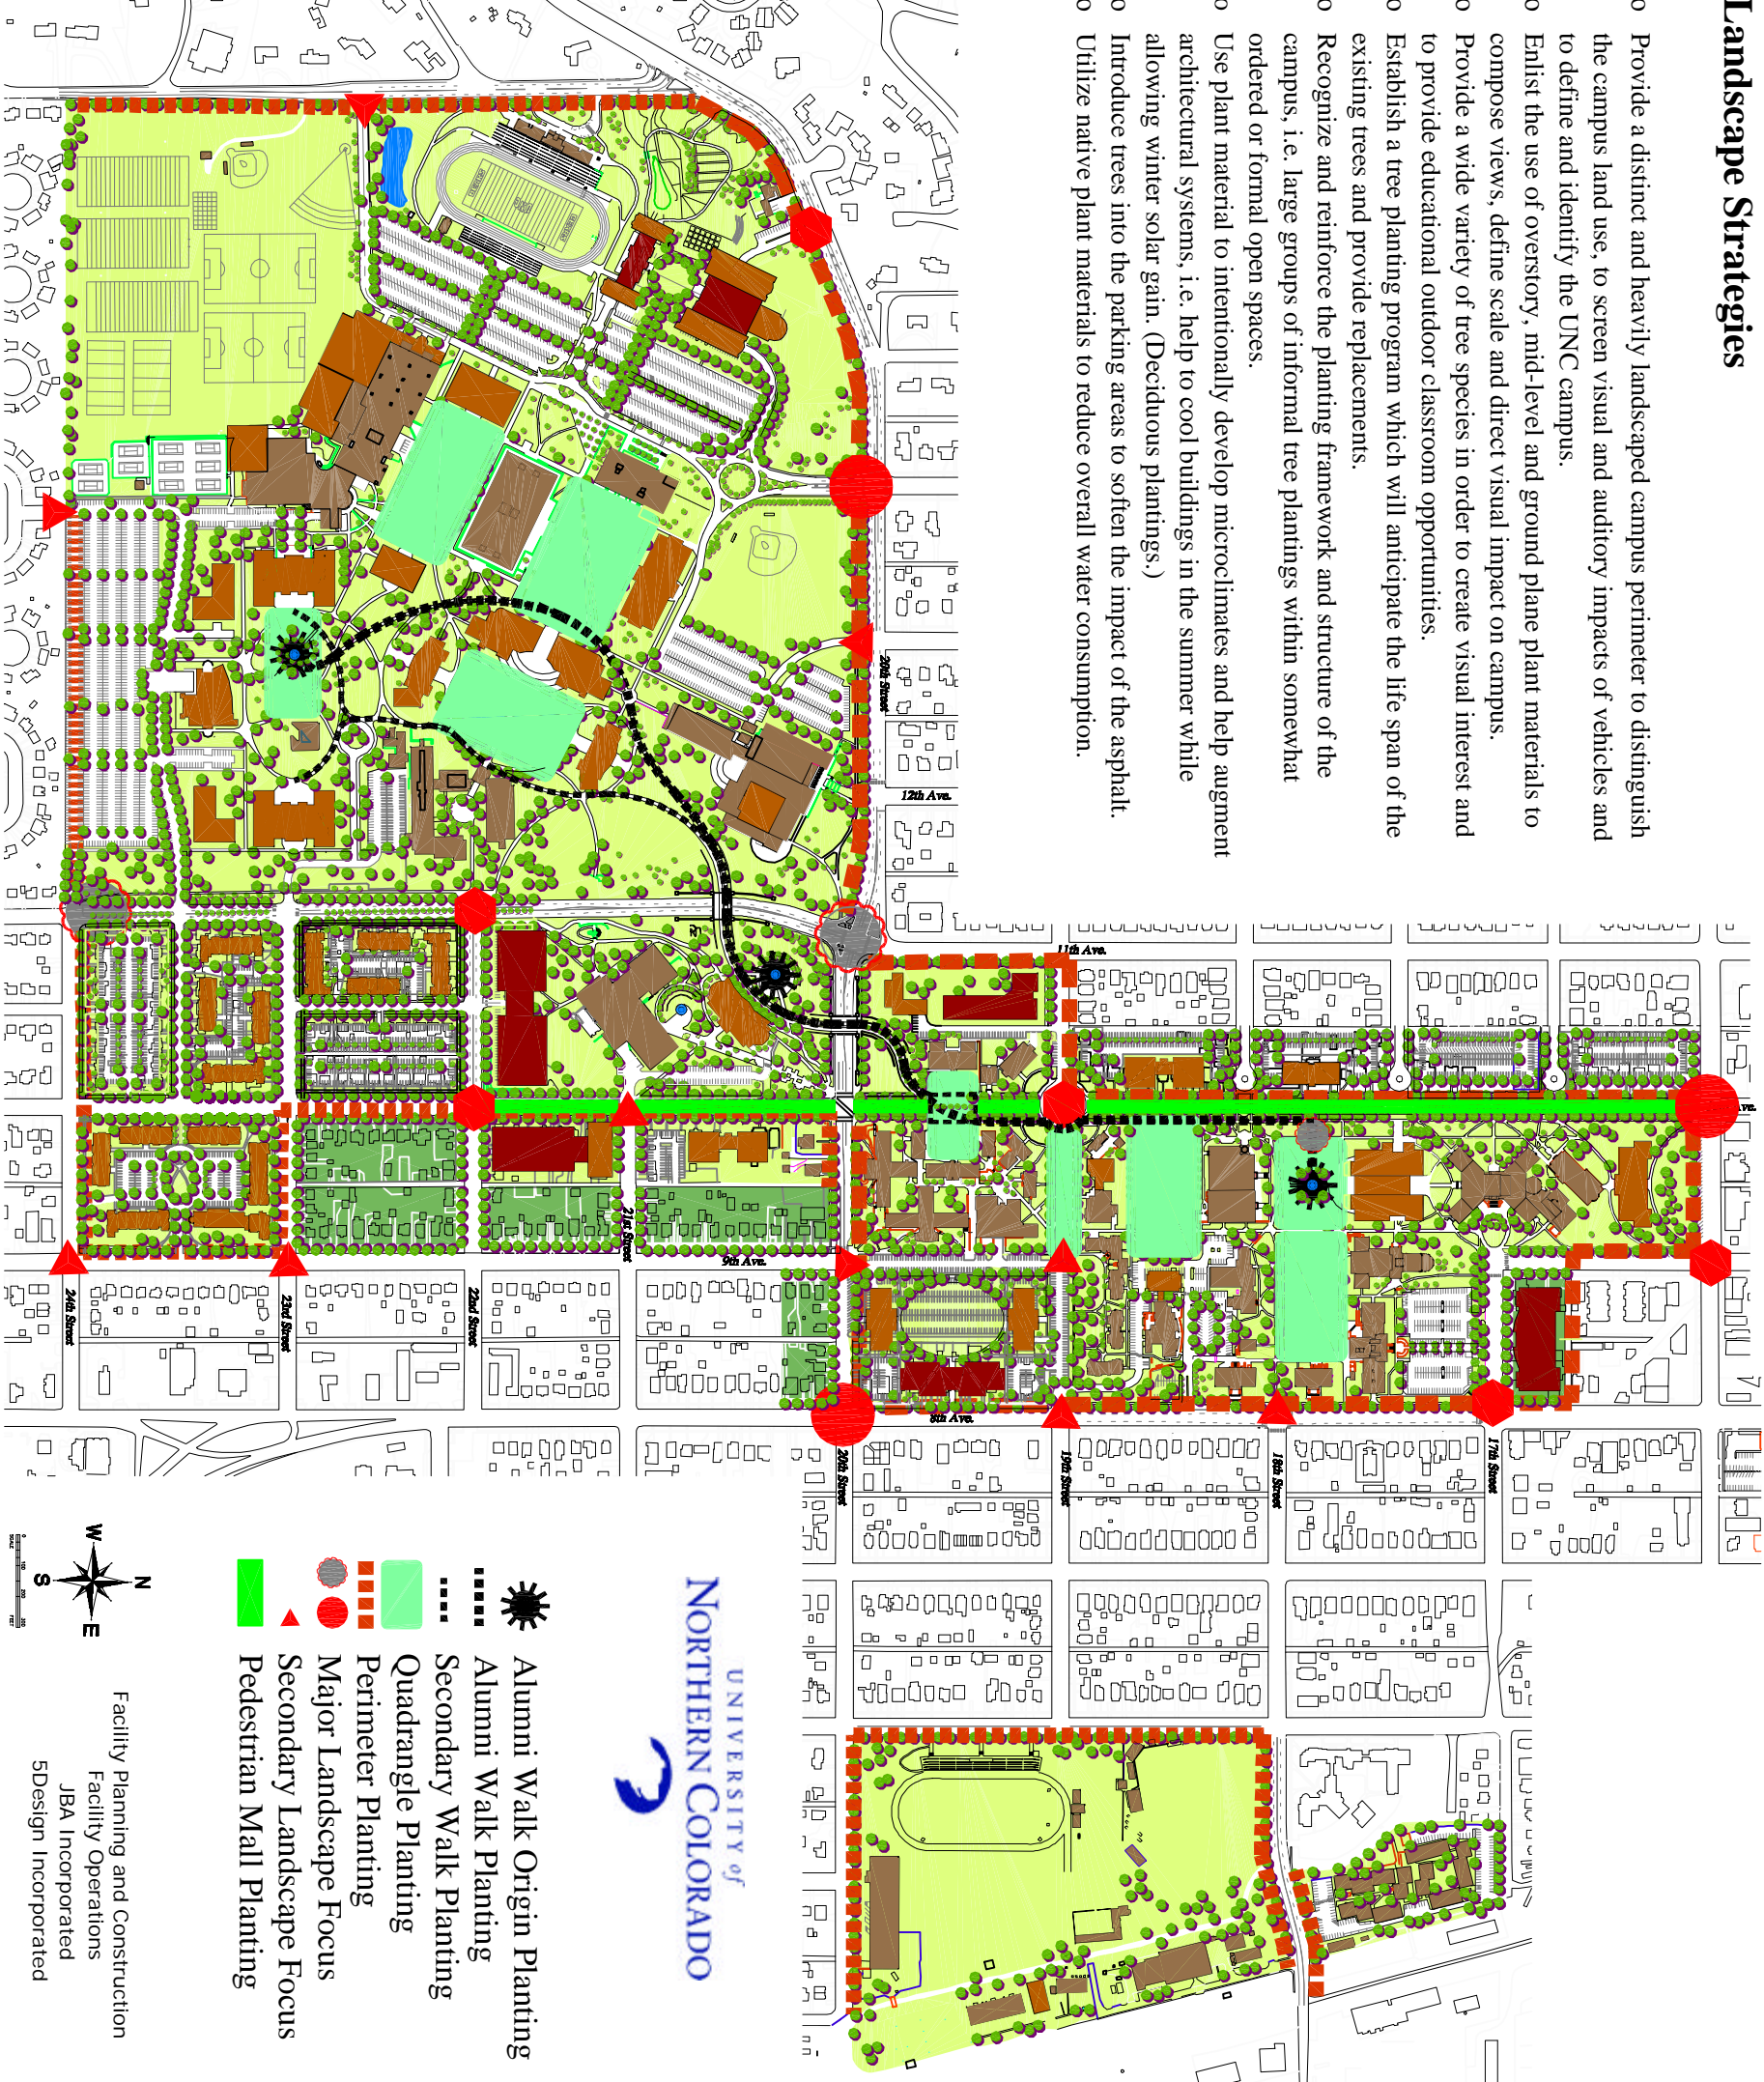 Landscape Strategies
o Provide a distinct and heavily landscaped campus perimeter to distinguish
the campus land use, to screen visual and auditory impacts of vehicles and
to define and identify the UNC campus.
o Enlist the use of overstory, mid-level and ground plane plant materials to
compose views, define scale and direct visual impact on campus.
o Provide a wide variety of tree species in order to create visual interest and
to provide educational outdoor classroom opportunities.
o Establish a tree planting program which will anticipate the life span of the
existing trees and provide replacements.
o Recognize and reinforce the planting framework and structure of the
campus, i.e. large groups of informal tree plantings within somewhat
ordered or formal open spaces.
o Use plant material to intentionally develop microclimates and help augment
architectural systems, i.e. help to cool buildings in the summer while
allowing winter solar gain. (Deciduous plantings.)
o Introduce trees into the parking areas to soften the impact of the asphalt.
o Utilize native plant materials to reduce overall water consumption.
20th Street
12th Ave.
11th Ave.
Ave.
21st Street
9th Ave.
24th Street
23rd Street
22nd Street
8th Ave.
20th Street
19th Street
18th Street
17th Street
UNIVERSITY of
NORTHERN COLORADO
Alumni Walk Origin Planting
Alumni Walk Planting
Secondary Walk Planting
Quadrangle Planting
Perimeter Planting
Major Landscape Focus
Secondary Landscape Focus
Pedestrian Mall Planting
N
W
E
S
0 100 200 300
SCALE FEET
Facility Planning and Construction
Facility Operations
JBA Incorporated
5Design Incorporated